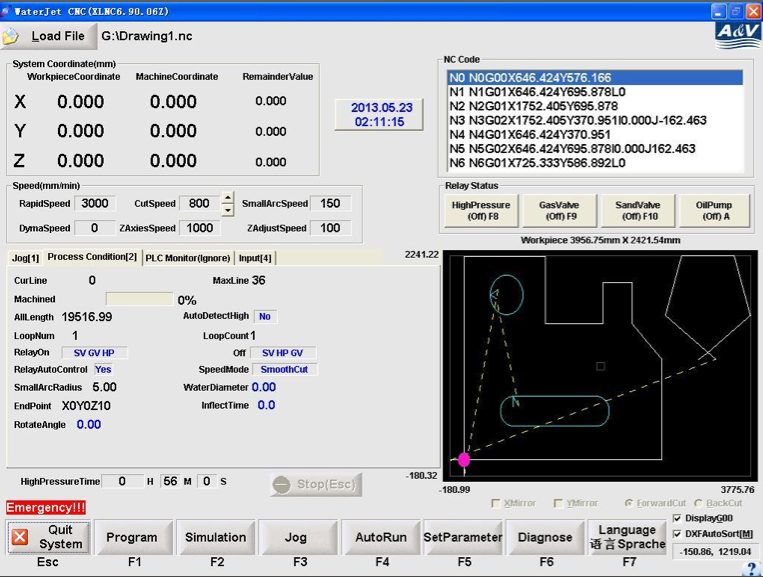 WaterJet CNC(XLNC6.90.06Z)
Load File G:\Drawing1.nc
A&V
System Coordinate(mm)
WorkpieceCoordinate MachineCoordinate RemainderValue
X 0.000 0.000 0.000
Y 0.000 0.000 0.000
Z 0.000 0.000 0.000
2013.05.23
02:11:15
NC Code
N0 N0G00X646.424Y576.166
N1 N1G01X646.424Y695.878L0
N2 N2G01X1752.405Y695.878
N3 N3G02X1752.405Y370.951I0.000J-162.463
N4 N4G01X646.424Y370.951
N5 N5G02X646.424Y695.878I0.000J162.463
N6 N6G01X725.333Y586.892L0
Speed(mm/min)
RapidSpeed 3000 CutSpeed 800 SmallArcSpeed 150
DymaSpeed 0 ZAxiesSpeed 1000 ZAdjustSpeed 100
Relay Status
HighPressure GasValve SandValve OilPump
(Off) F8 (Off) F9 (Off) F10 (Off) A
Workpiece 3956.75mm X 2421.54mm
Jog[1] Process Condition[2] PLC Monitor(Ignore) Input[4]
2241.22
CurLine 0 MaxLine 36
Machined 0%
AllLength 19516.99 AutoDetectHigh No
LoopNum 1 LoopCount 1
RelayOn SV GV HP Off SV HP GV
RelayAutoControl Yes SpeedMode SmoothCut
SmallArcRadius 5.00 WaterDiameter 0.00
EndPoint X0Y0Z10 InflectTime 0.0
RotateAngle 0.00
HighPressureTime 0 H 56 M 0 S
Stop(Esc)
-180.32
-180.99 3775.76
Emergency!!!
XMirror YMirror ForwardCut BackCut
Quit System Program Simulation Jog AutoRun SetParameter Diagnose Language 语言Sprache
Esc F1 F2 F3 F4 F5 F6 F7
DisplayG00
DXFAutoSort[M]
-150.86, 1219.04
?